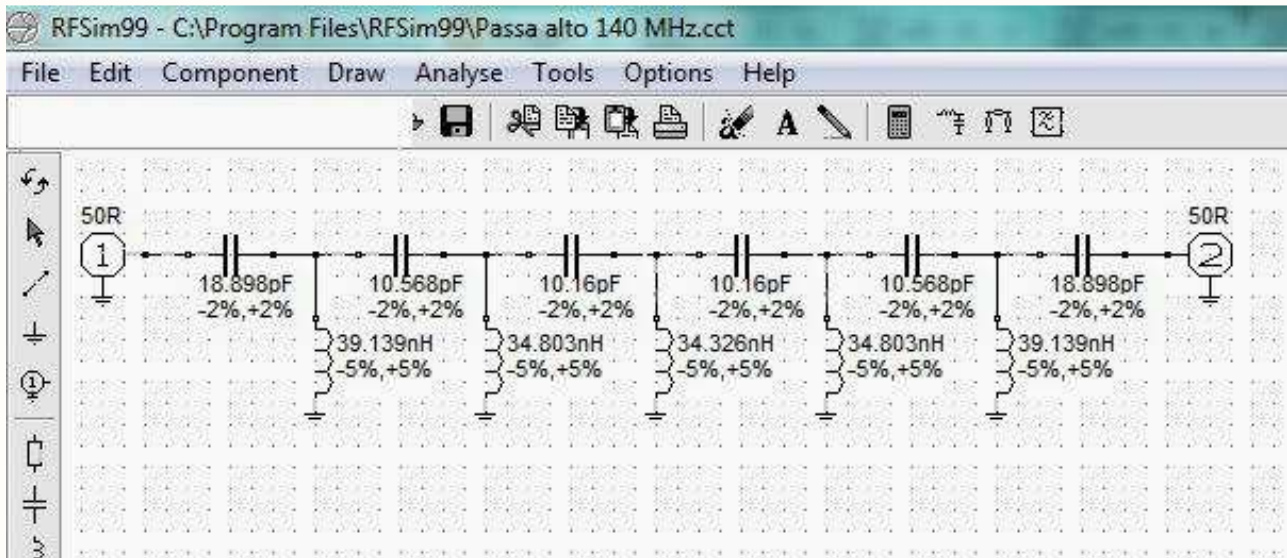 RFSim99 - C:\Program Files\RFSim99\Passa alto 140 MHz.cct
File Edit Component Draw Analyse Tools Options Help
A
50R 50R
1 2
18.898pF 10.568pF 10.16pF 10.16pF 10.568pF 18.898pF
-2%,+2% -2%,+2% -2%,+2% -2%,+2% -2%,+2% -2%,+2%
39.139nH 34.803nH 34.326nH 34.803nH 39.139nH
-5%,+5% -5%,+5% -5%,+5% -5%,+5% -5%,+5%
1